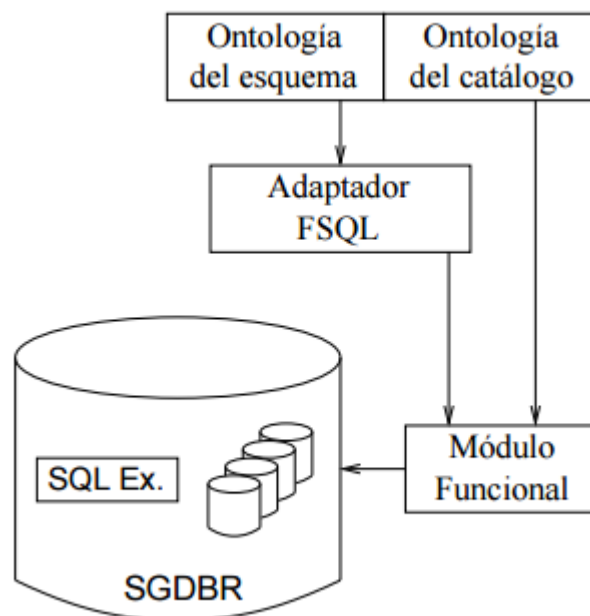 Ontología
del esquema
Ontología
del catálogo
Adaptador
FSQL
Módulo
Funcional
SQL Ex.
SGDBR